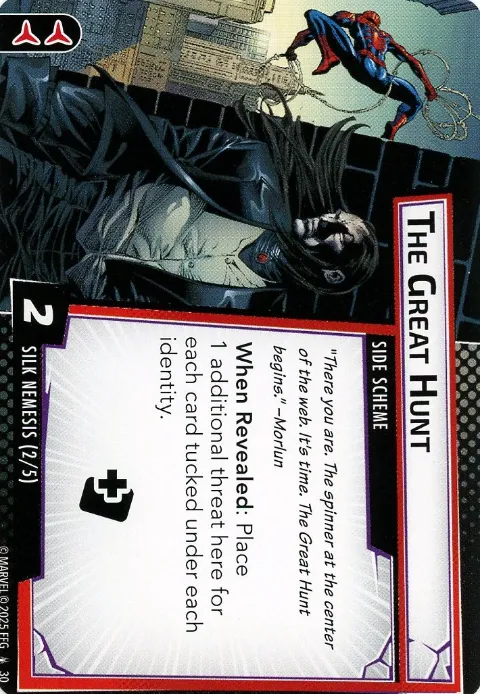 THE GREAT HUNT
SIDE SCHEME
"There you are. The spinner at the center
of the web. It's time. The Great Hunt
begins." –Morlun
When Revealed: Place
1 additional threat here for
each card tucked under each
identity.
2
SILK NEMESIS (2/5)
© MARVEL © 2025 FFG 30